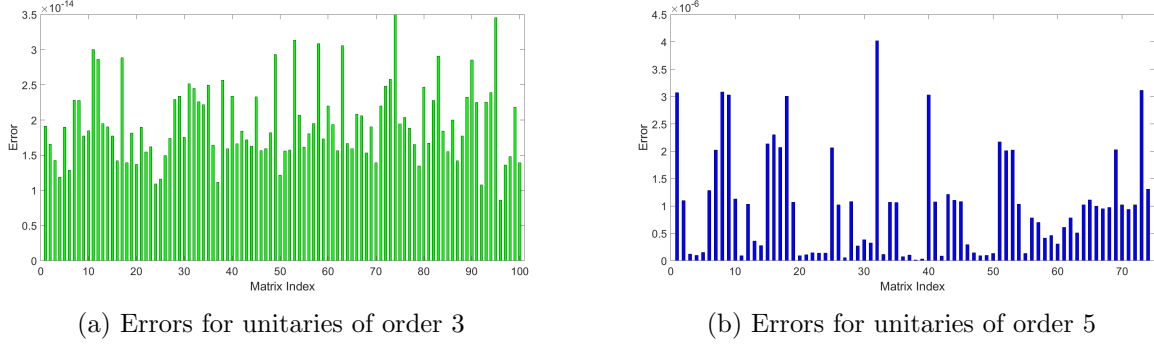 ×10⁻¹⁴
3.5
3
2.5
2
1.5
1
0.5
0
Error
0 10 20 30 40 50 60 70 80 90 100
Matrix Index
(a) Errors for unitaries of order 3
×10⁻⁶
4.5
4
3.5
3
2.5
2
1.5
1
0.5
0
Error
0 10 20 30 40 50 60 70
Matrix Index
(b) Errors for unitaries of order 5